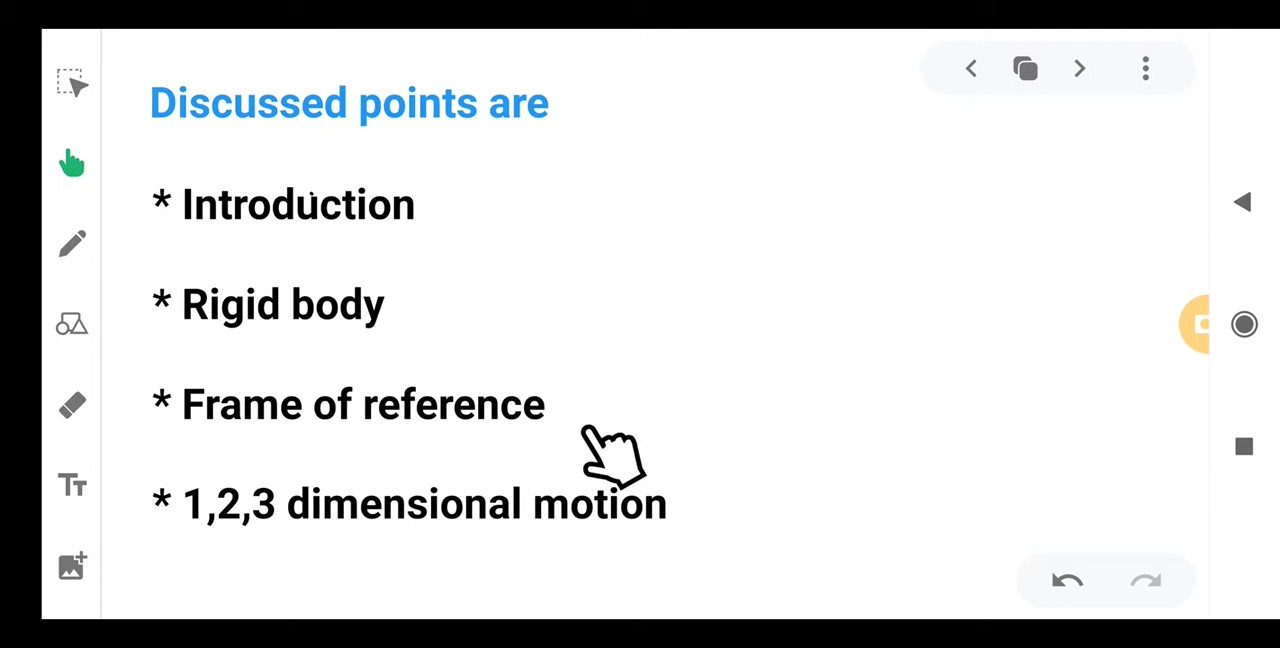 Discussed points are
* Introduction
* Rigid body
* Frame of reference
* 1,2,3 dimensional motion